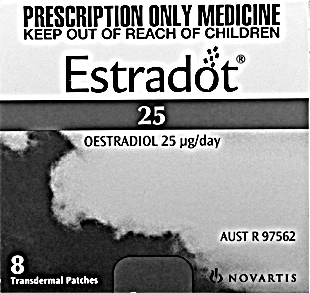 PRESCRIPTION ONLY MEDICINE
KEEP OUT OF REACH OF CHILDREN
Estradot®
25
OESTRADIOL 25 µg/day
AUST R 97562
8
Transdermal Patches
NOVARTIS